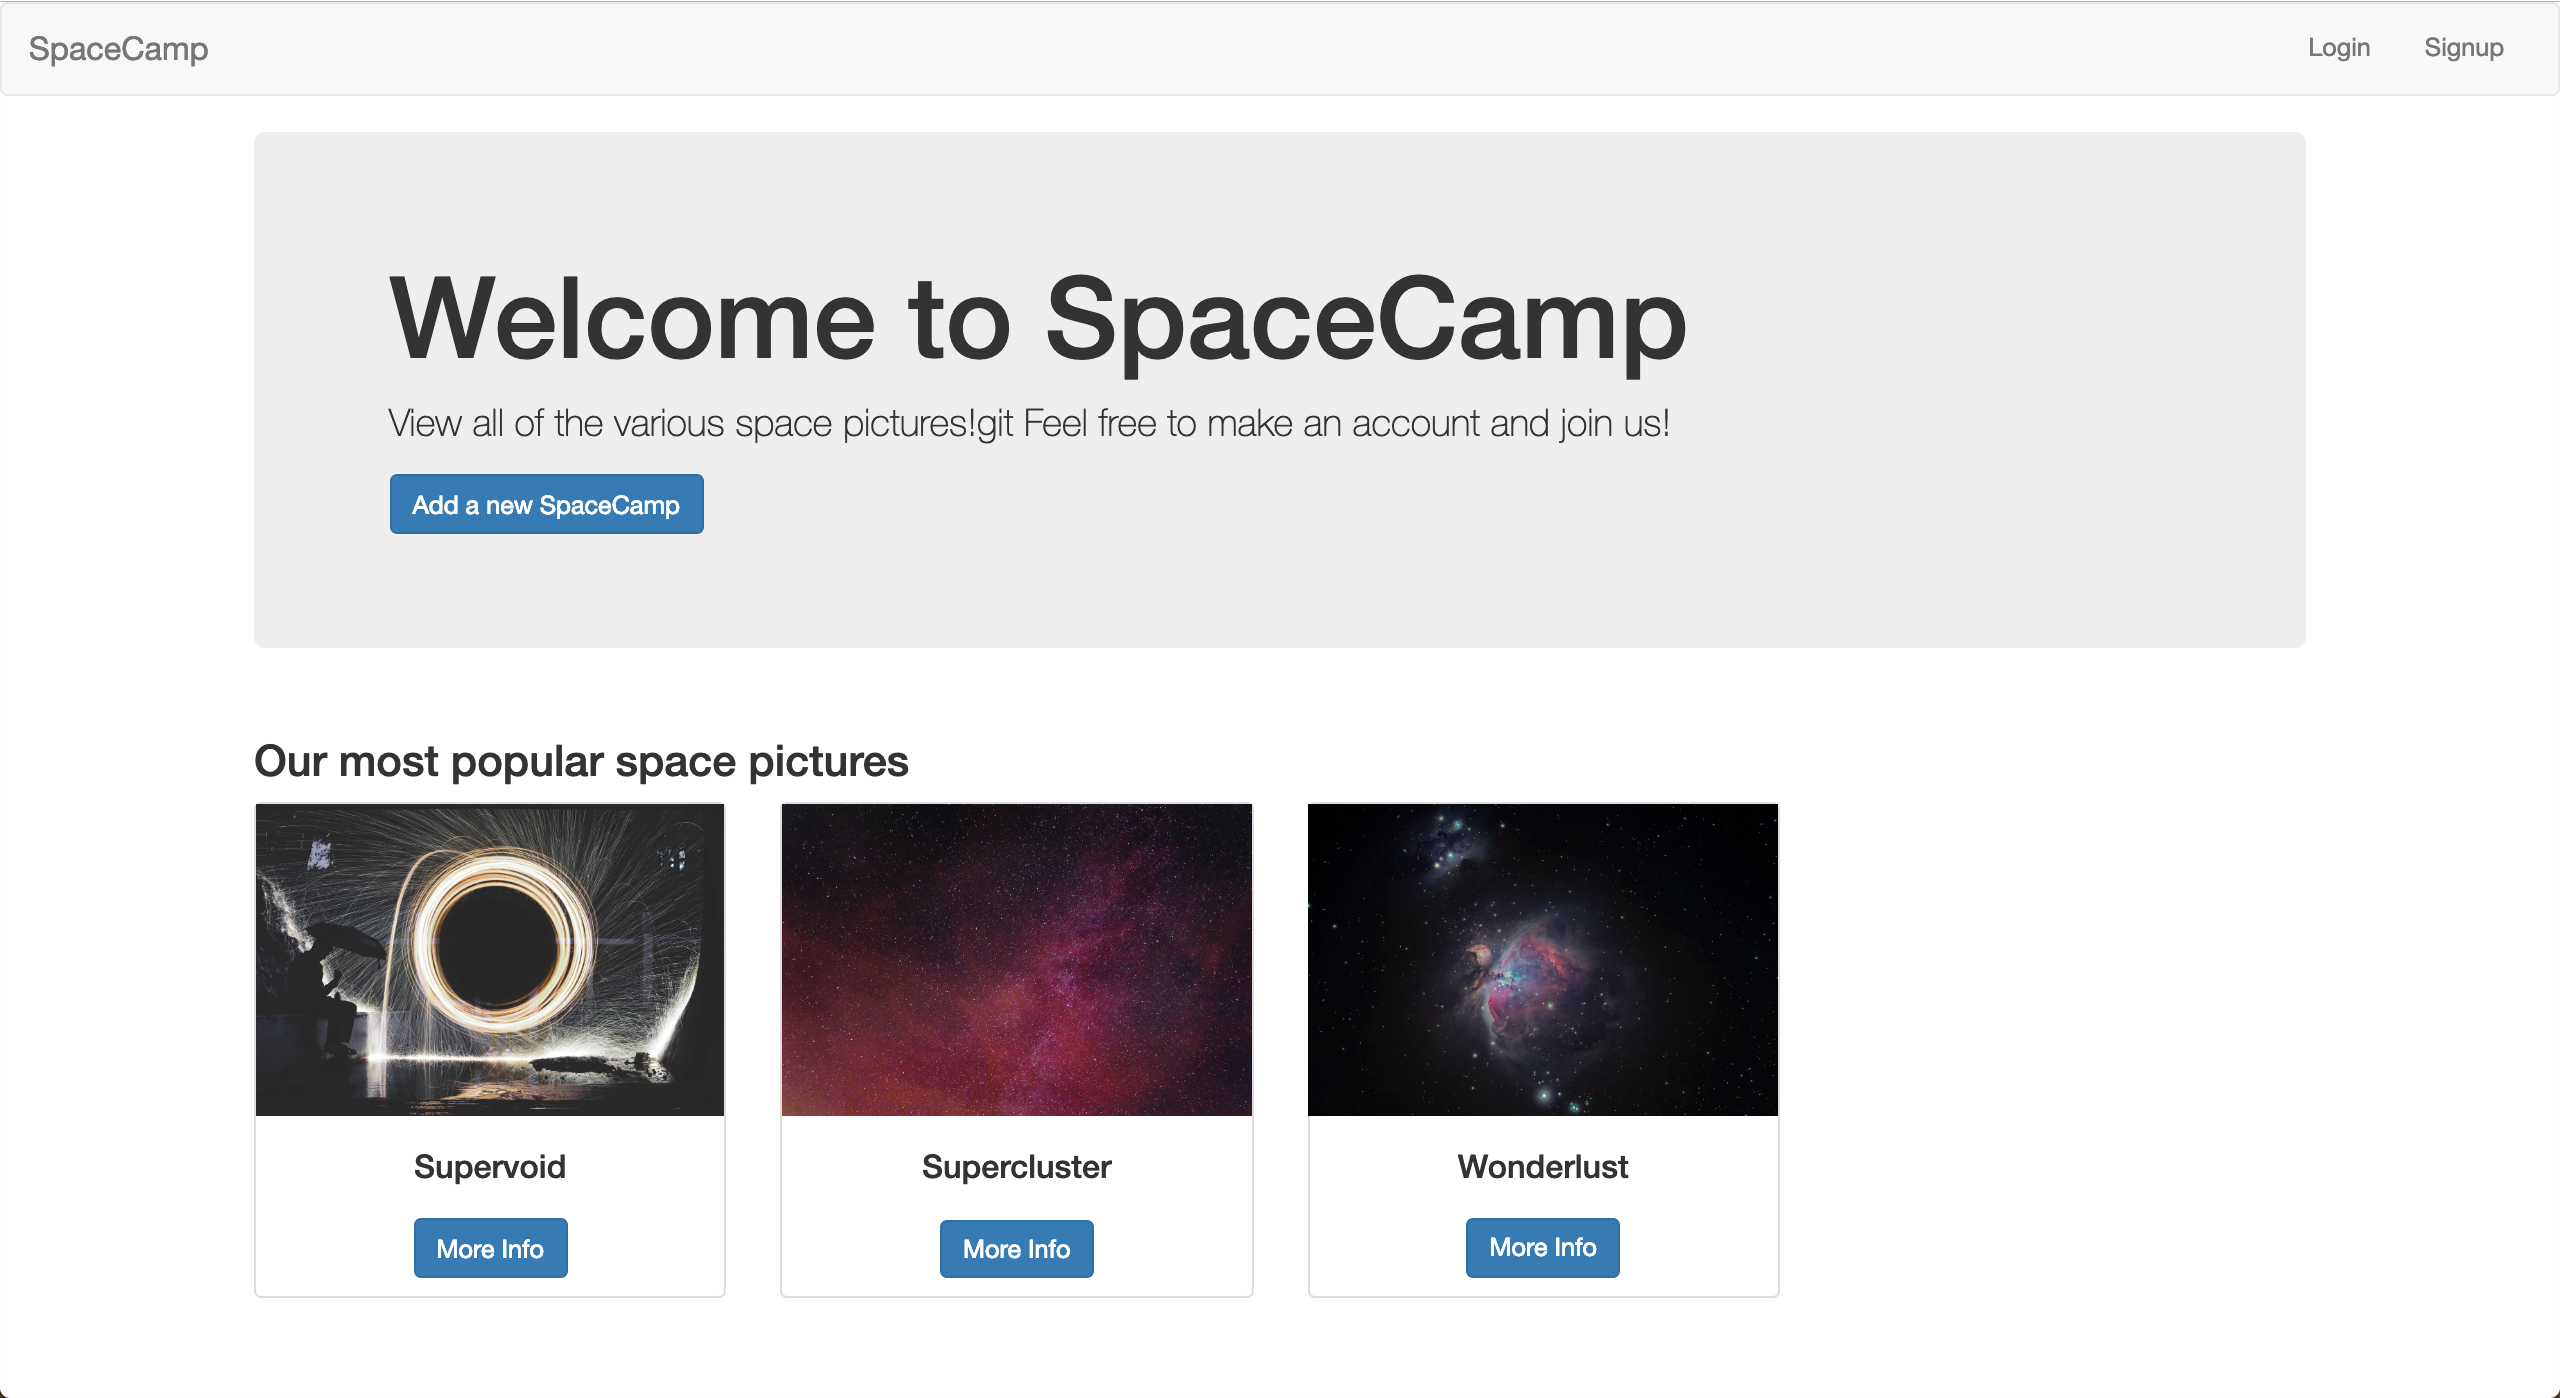 SpaceCamp
Login
Signup
Welcome to SpaceCamp
View all of the various space pictures!git Feel free to make an account and join us!
Add a new SpaceCamp
Our most popular space pictures
Supervoid
Supercluster
Wonderlust
More Info
More Info
More Info